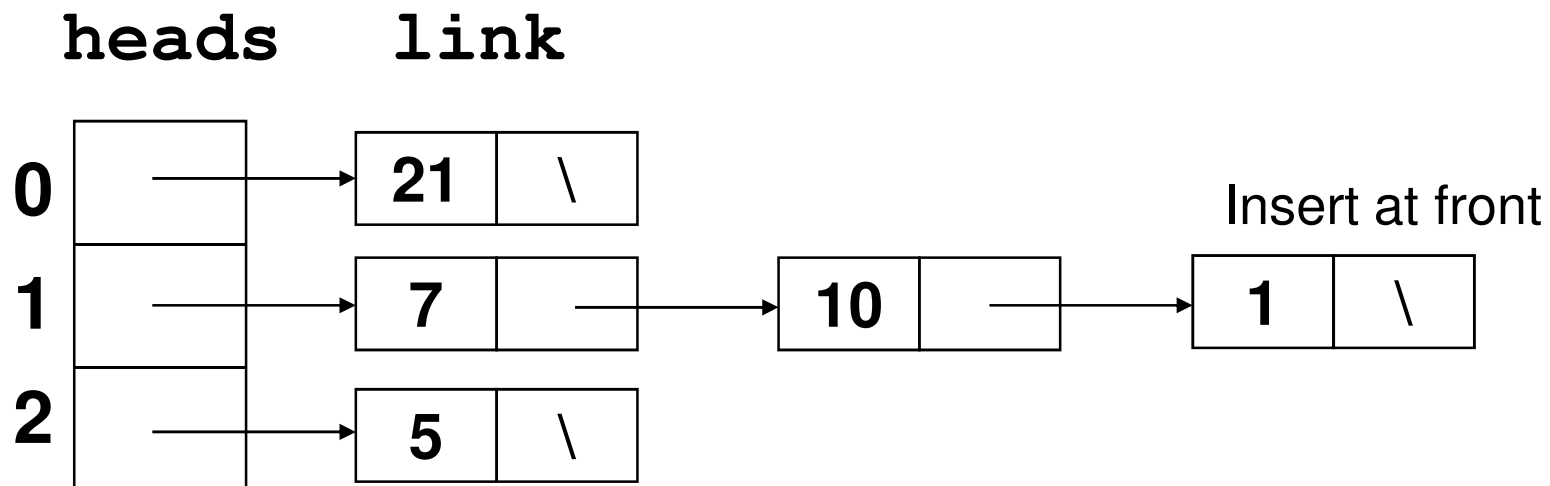 heads link
0 21 \
Insert at front
1 7 10 1 \
2 5 \